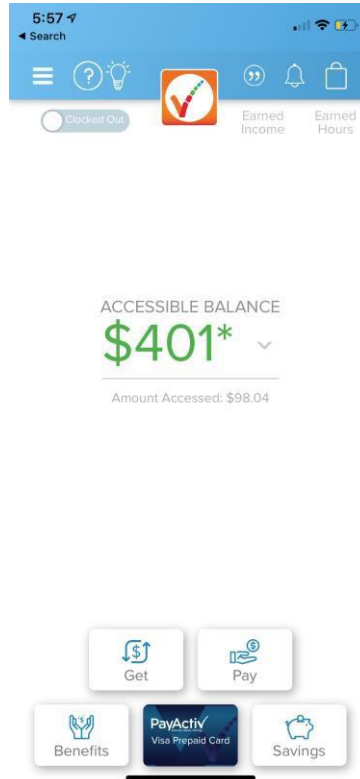 5:57
◀ Search
Clocked Out
Earned Income
Earned Hours
ACCESSIBLE BALANCE
$401*
Amount Accessed: $98.04
Get
Pay
Benefits
PayActiv
Visa Prepaid Card
Savings